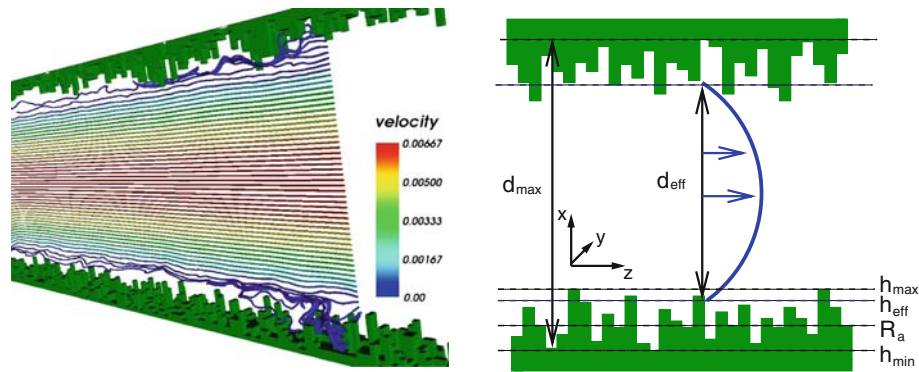 velocity
0.00667
0.00500
0.00333
0.00167
0.00
d_max
d_eff
x
y
z
h_max
h_eff
R_a
h_min